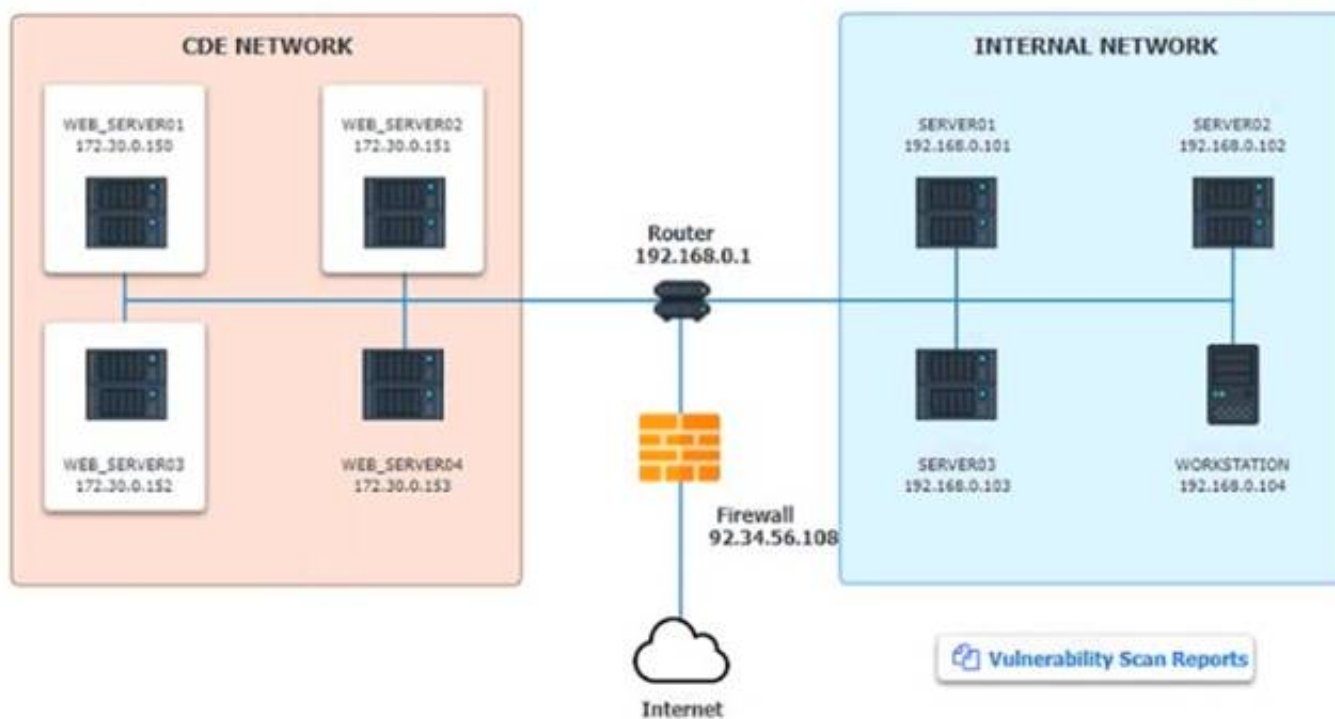 CDE NETWORK
INTERNAL NETWORK
WEB_SERVER01
172.30.0.150
WEB_SERVER02
172.30.0.151
SERVER01
192.168.0.101
SERVER02
192.168.0.102
Router
192.168.0.1
WEB_SERVER03
172.30.0.152
WEB_SERVER04
172.30.0.153
SERVER03
192.168.0.103
WORKSTATION
192.168.0.104
Firewall
92.34.56.108
Vulnerability Scan Reports
Internet